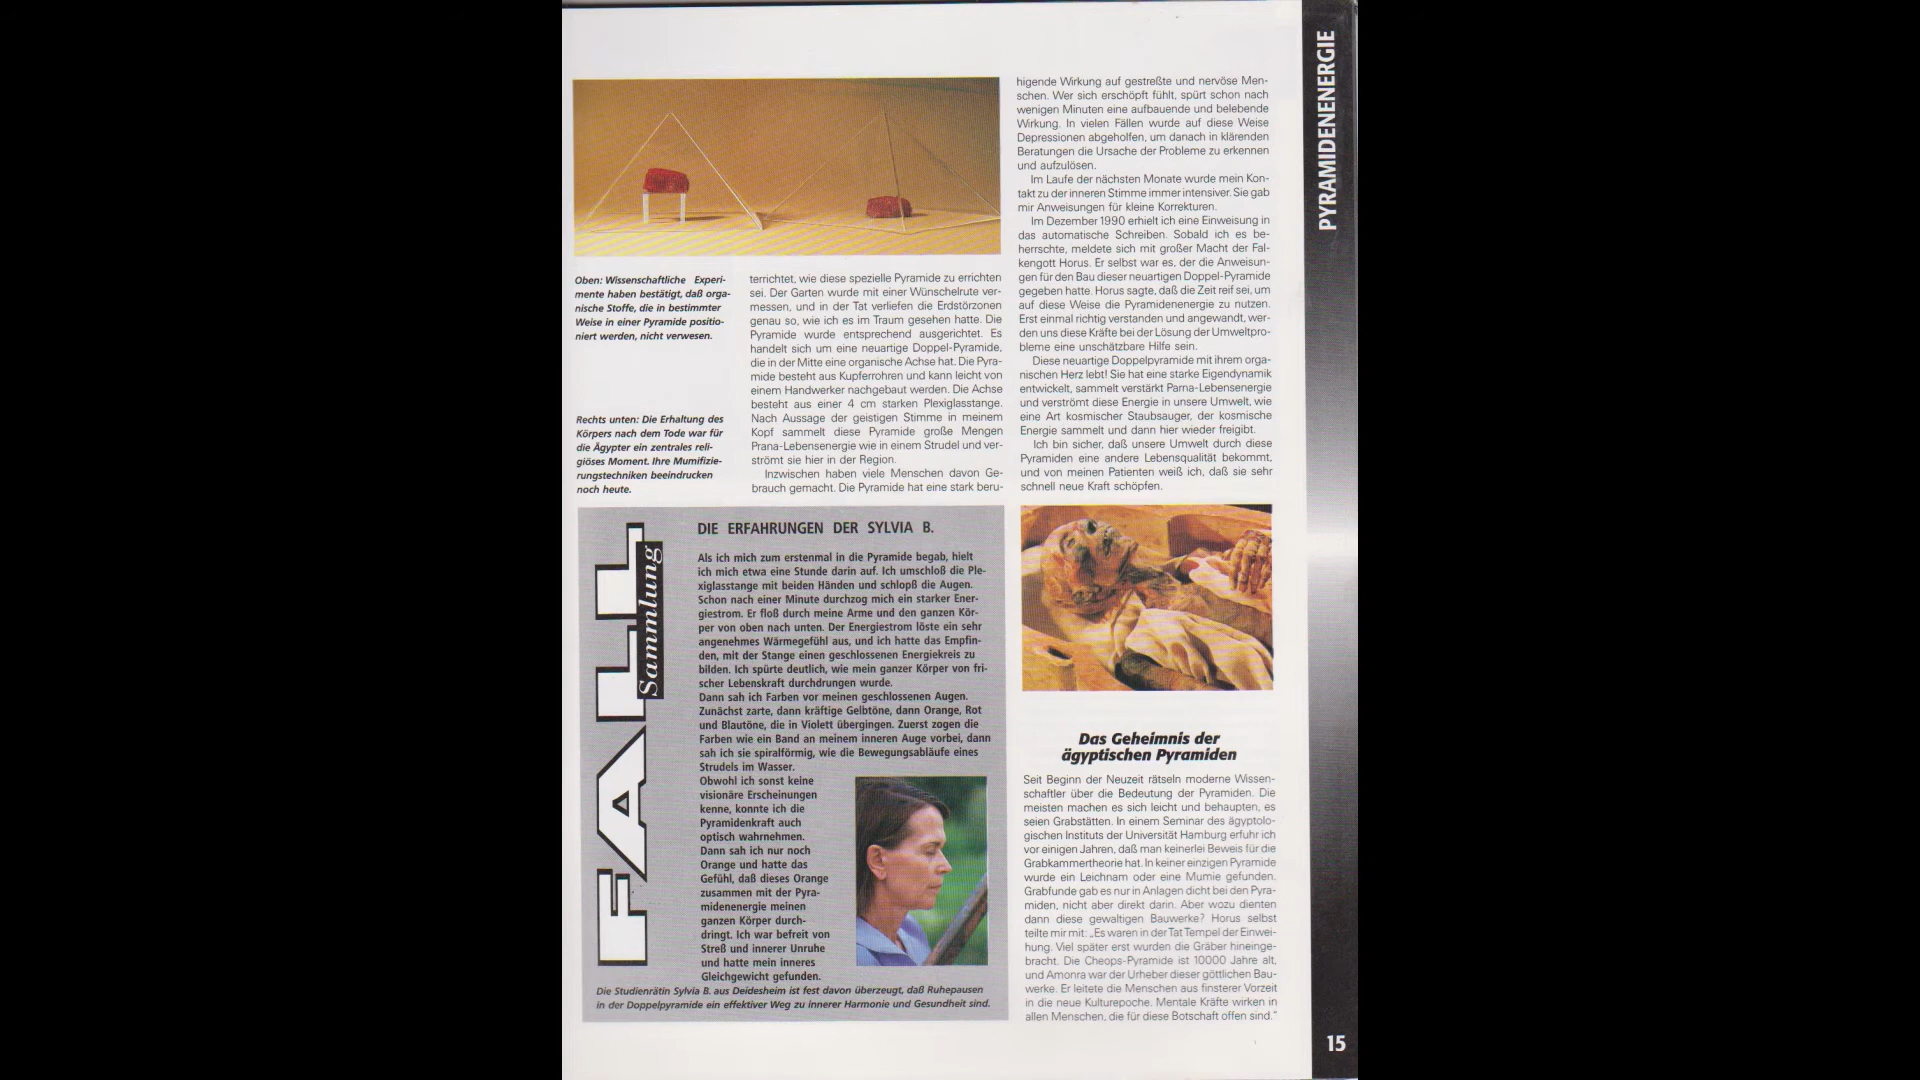 PYRAMIDENENERGIE
Oben: Wissenschaftliche Experi-
mente haben bestätigt, daß orga-
nische Stoffe, die in bestimmter
Weise in einer Pyramide positio-
niert werden, nicht verwesen.
Rechts unten: Die Erhaltung des
Körpers nach dem Tode war für
die Ägypter ein zentrales reli-
giöses Moment. Ihre Mumifizie-
rungstechniken beeindrucken
noch heute.
terrichtet, wie diese spezielle Pyramide zu errichten
sei. Der Garten wurde mit einer Wünschelrute ver-
messen, und in der Tat verliefen die Erdstörzonen
genau so, wie ich es im Traum gesehen hatte. Die
Pyramide wurde entsprechend ausgerichtet. Es
handelt sich um eine neuartige Doppel-Pyramide,
die in der Mitte eine organische Achse hat. Die Pyra-
mide besteht aus Kupferrohren und kann leicht von
einem Handwerker nachgebaut werden. Die Achse
besteht aus einer 4 cm starken Plexiglasstange.
Nach Aussage der geistigen Stimme in meinem
Kopf sammelt diese Pyramide große Mengen
Prana-Lebensenergie wie in einem Strudel und ver-
strömt sie hier in der Region.
Inzwischen haben viele Menschen davon Ge-
brauch gemacht. Die Pyramide hat eine stark beru-
higende Wirkung auf gestreßte und nervöse Men-
schen. Wer sich erschöpft fühlt, spürt schon nach
wenigen Minuten eine aufbauende und belebende
Wirkung. In vielen Fällen wurde auf diese Weise
Depressionen abgeholfen, um danach in klärenden
Beratungen die Ursache der Probleme zu erkennen
und aufzulösen.
Im Laufe der nächsten Monate wurde mein Kon-
takt zu der inneren Stimme immer intensiver. Sie gab
mir Anweisungen für kleine Korrekturen.
Im Dezember 1990 erhielt ich eine Einweisung in
das automatische Schreiben. Sobald ich es be-
herrschte, meldete sich mit großer Macht der Fal-
kengott Horus. Er selbst war es, der die Anweisun-
gen für den Bau dieser neuartigen Doppel-Pyramide
gegeben hatte. Horus sagte, daß die Zeit reif sei, um
auf diese Weise die Pyramidenenergie zu nutzen.
Erst einmal richtig verstanden und angewandt, wer-
den uns diese Kräfte bei der Lösung der Umweltpro-
bleme eine unschätzbare Hilfe sein.
Diese neuartige Doppelpyramide mit ihrem orga-
nischen Herz lebt! Sie hat eine starke Eigendynamik
entwickelt, sammelt verstärkt Parna-Lebensenergie
und verströmt diese Energie in unsere Umwelt, wie
eine Art kosmischer Staubsauger, der kosmische
Energie sammelt und dann hier wieder freigibt.
Ich bin sicher, daß unsere Umwelt durch diese
Pyramiden eine andere Lebensqualität bekommt,
und von meinen Patienten weiß ich, daß sie sehr
schnell neue Kraft schöpfen.
FALL
Sammlung
DIE ERFAHRUNGEN DER SYLVIA B.
Als ich mich zum erstenmal in die Pyramide begab, hielt
ich mich etwa eine Stunde darin auf. Ich umschloß die Ple-
xiglasstange mit beiden Händen und schlopß die Augen.
Schon nach einer Minute durchzog mich ein starker Ener-
giestrom. Er floß durch meine Arme und den ganzen Kör-
per von oben nach unten. Der Energiestrom löste ein sehr
angenehmes Wärmegefühl aus, und ich hatte das Empfin-
den, mit der Stange einen geschlossenen Energiekreis zu
bilden. Ich spürte deutlich, wie mein ganzer Körper von fri-
scher Lebenskraft durchdrungen wurde.
Dann sah ich Farben vor meinen geschlossenen Augen.
Zunächst zarte, dann kräftige Gelbtöne, dann Orange, Rot
und Blautöne, die in Violett übergingen. Zuerst zogen die
Farben wie ein Band an meinem inneren Auge vorbei, dann
sah ich sie spiralförmig, wie die Bewegungsabläufe eines
Strudels im Wasser.
Obwohl ich sonst keine
visionäre Erscheinungen
kenne, konnte ich die
Pyramidenkraft auch
optisch wahrnehmen.
Dann sah ich nur noch
Orange und hatte das
Gefühl, daß dieses Orange
zusammen mit der Pyra-
midenenergie meinen
ganzen Körper durch-
dringt. Ich war befreit von
Streß und innerer Unruhe
und hatte mein inneres
Gleichgewicht gefunden.
Die Studienrätin Sylvia B. aus Deidesheim ist fest davon überzeugt, daß Ruhepausen
in der Doppelpyramide ein effektiver Weg zu innerer Harmonie und Gesundheit sind.
Das Geheimnis der
ägyptischen Pyramiden
Seit Beginn der Neuzeit rätseln moderne Wissen-
schaftler über die Bedeutung der Pyramiden. Die
meisten machen es sich leicht und behaupten, es
seien Grabstätten. In einem Seminar des ägyptolo-
gischen Instituts der Universität Hamburg erfuhr ich
vor einigen Jahren, daß man keinerlei Beweis für die
Grabkammertheorie hat. In keiner einzigen Pyramide
wurde ein Leichnam oder eine Mumie gefunden.
Grabfunde gab es nur in Anlagen dicht bei den Pyra-
miden, nicht aber direkt darin. Aber wozu dienten
dann diese gewaltigen Bauwerke? Horus selbst
teilte mir mit: „Es waren in der Tat Tempel der Einwei-
hung. Viel später erst wurden die Gräber hineinge-
bracht. Die Cheops-Pyramide ist 10000 Jahre alt,
und Amonra war der Urheber dieser göttlichen Bau-
werke. Er leitete die Menschen aus finsterer Vorzeit
in die neue Kulturepoche. Mentale Kräfte wirken in
allen Menschen, die für diese Botschaft offen sind.“
15